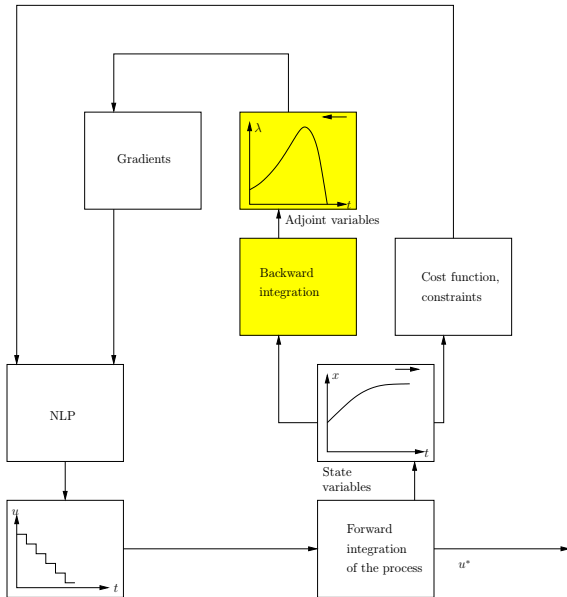 λ
t
Gradients
Adjoint variables
Backward
integration
Cost function,
constraints
x
t
NLP
State
variables
u
t
Forward
integration
of the process
u*